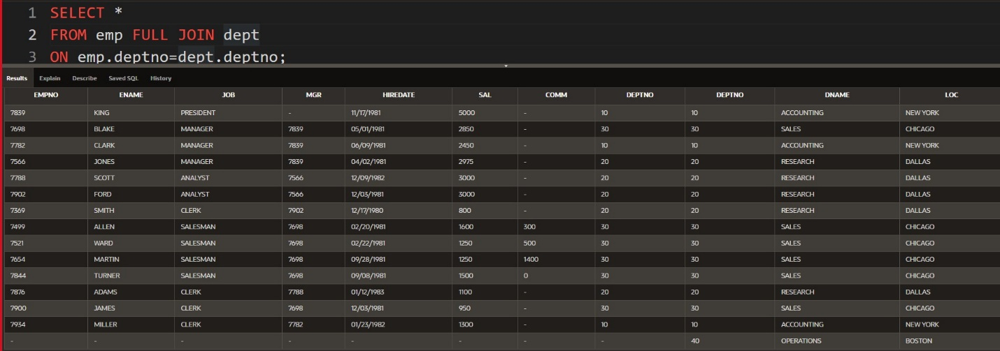 1 SELECT *
2 FROM emp FULL JOIN dept
3 ON emp.deptno=dept.deptno;
Results Explain Describe Saved SQL History
EMPNO ENAME JOB MGR HIREDATE SAL COMM DEPTNO DEPTNO DNAME LOC
7839 KING PRESIDENT - 11/17/1981 5000 - 10 10 ACCOUNTING NEW YORK
7698 BLAKE MANAGER 7839 05/01/1981 2850 - 30 30 SALES CHICAGO
7782 CLARK MANAGER 7839 06/09/1981 2450 - 10 10 ACCOUNTING NEW YORK
7566 JONES MANAGER 7839 04/02/1981 2975 - 20 20 RESEARCH DALLAS
7788 SCOTT ANALYST 7566 12/09/1982 3000 - 20 20 RESEARCH DALLAS
7902 FORD ANALYST 7566 12/03/1981 3000 - 20 20 RESEARCH DALLAS
7369 SMITH CLERK 7902 12/17/1980 800 - 20 20 RESEARCH DALLAS
7499 ALLEN SALESMAN 7698 02/20/1981 1600 300 30 30 SALES CHICAGO
7521 WARD SALESMAN 7698 02/22/1981 1250 500 30 30 SALES CHICAGO
7654 MARTIN SALESMAN 7698 09/28/1981 1250 1400 30 30 SALES CHICAGO
7844 TURNER SALESMAN 7698 09/08/1981 1500 0 30 30 SALES CHICAGO
7876 ADAMS CLERK 7788 01/12/1983 1100 - 20 20 RESEARCH DALLAS
7900 JAMES CLERK 7698 12/03/1981 950 - 30 30 SALES CHICAGO
7934 MILLER CLERK 7782 01/23/1982 1300 - 10 10 ACCOUNTING NEW YORK
- - - - - - - - 40 OPERATIONS BOSTON